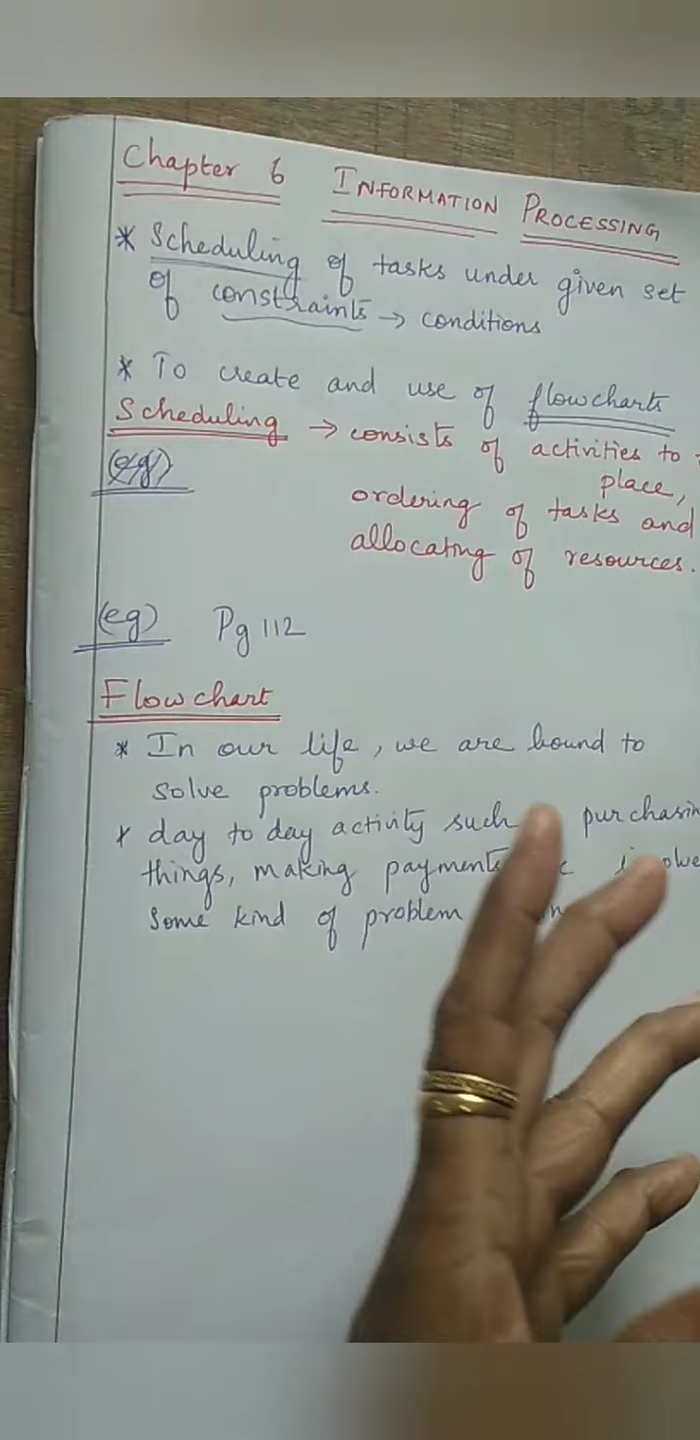 Chapter 6 INFORMATION PROCESSING
* Scheduling of tasks under given set
of constraints → conditions
* To create and use of flowcharts
Scheduling → consists of activities to
(eg)
place,
ordering of tasks and
allocating of resources.
(eg) Pg 112
Flowchart
* In our life, we are bound to
solve problems.
* day to day activity such purchasin
things, making payments
some kind of problem